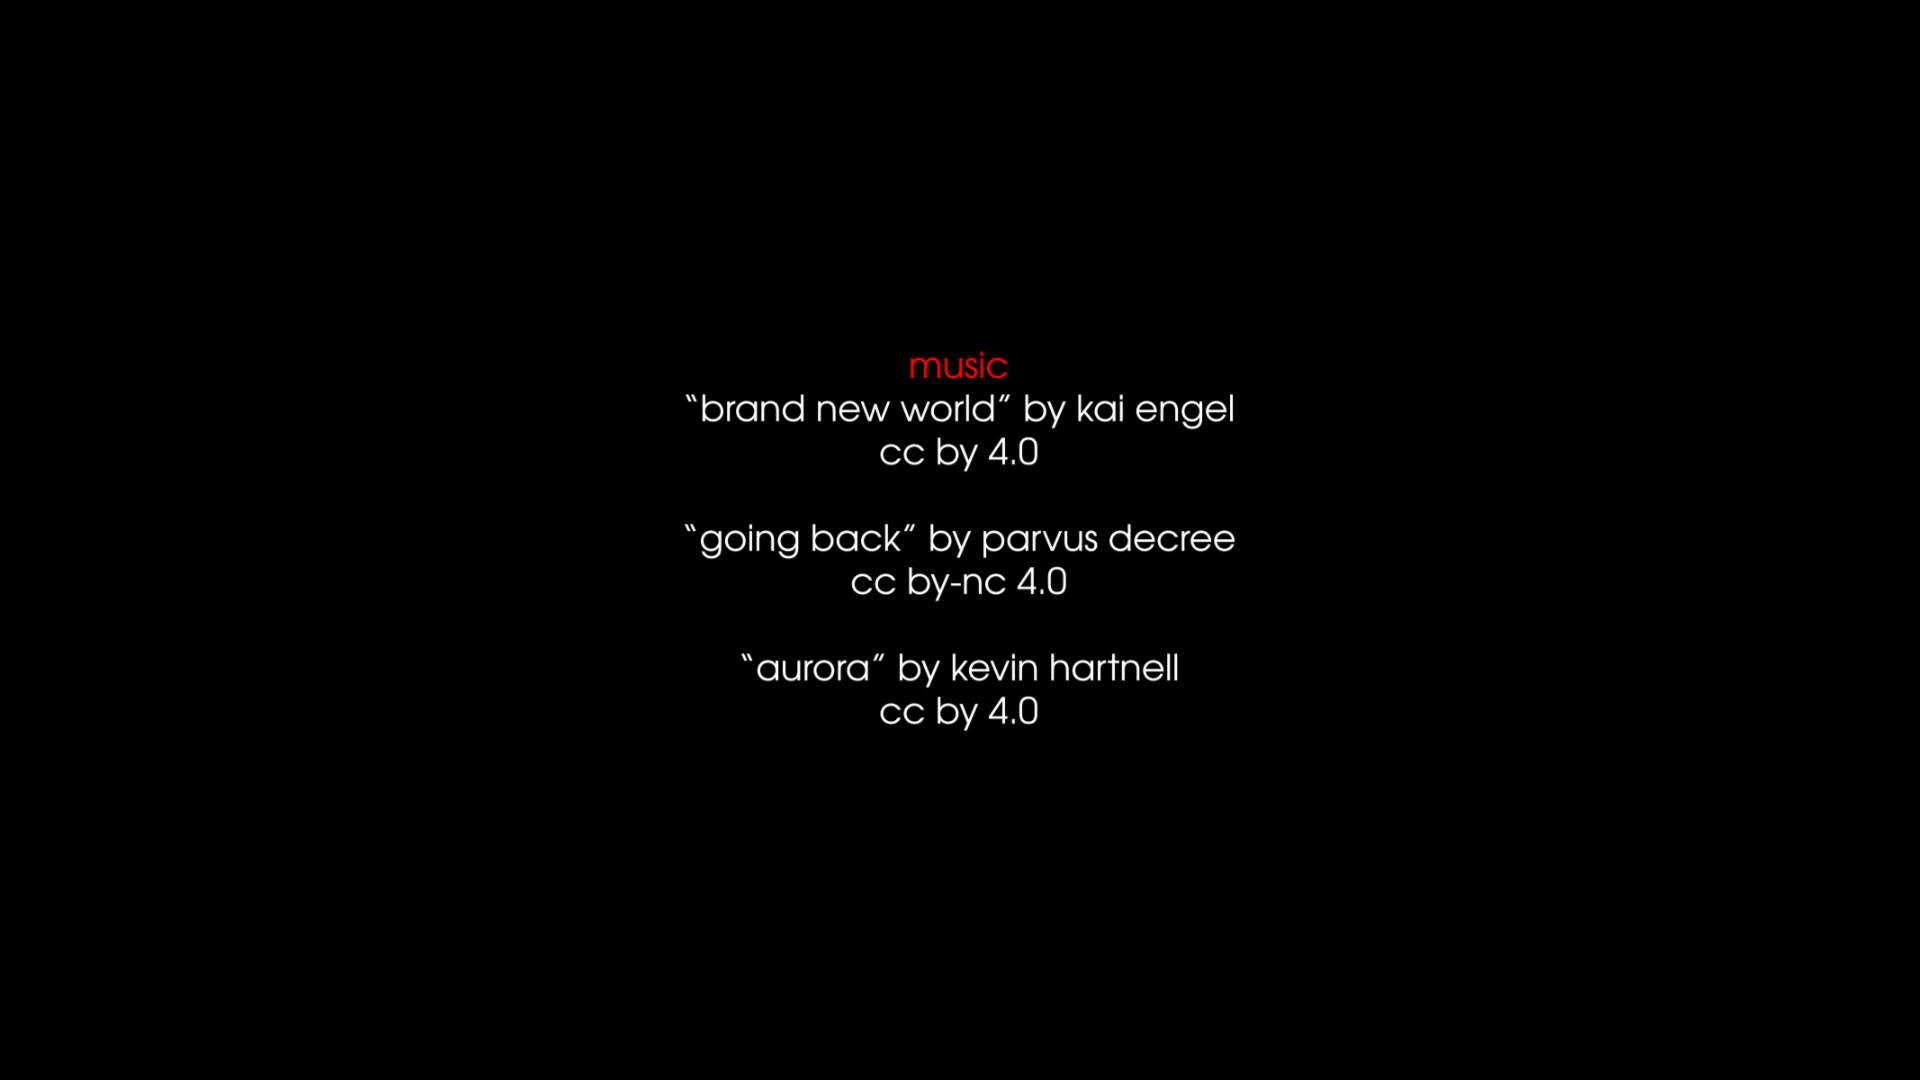 music
“brand new world” by kai engel
cc by 4.0
“going back” by parvus decree
cc by-nc 4.0
“aurora” by kevin hartnell
cc by 4.0